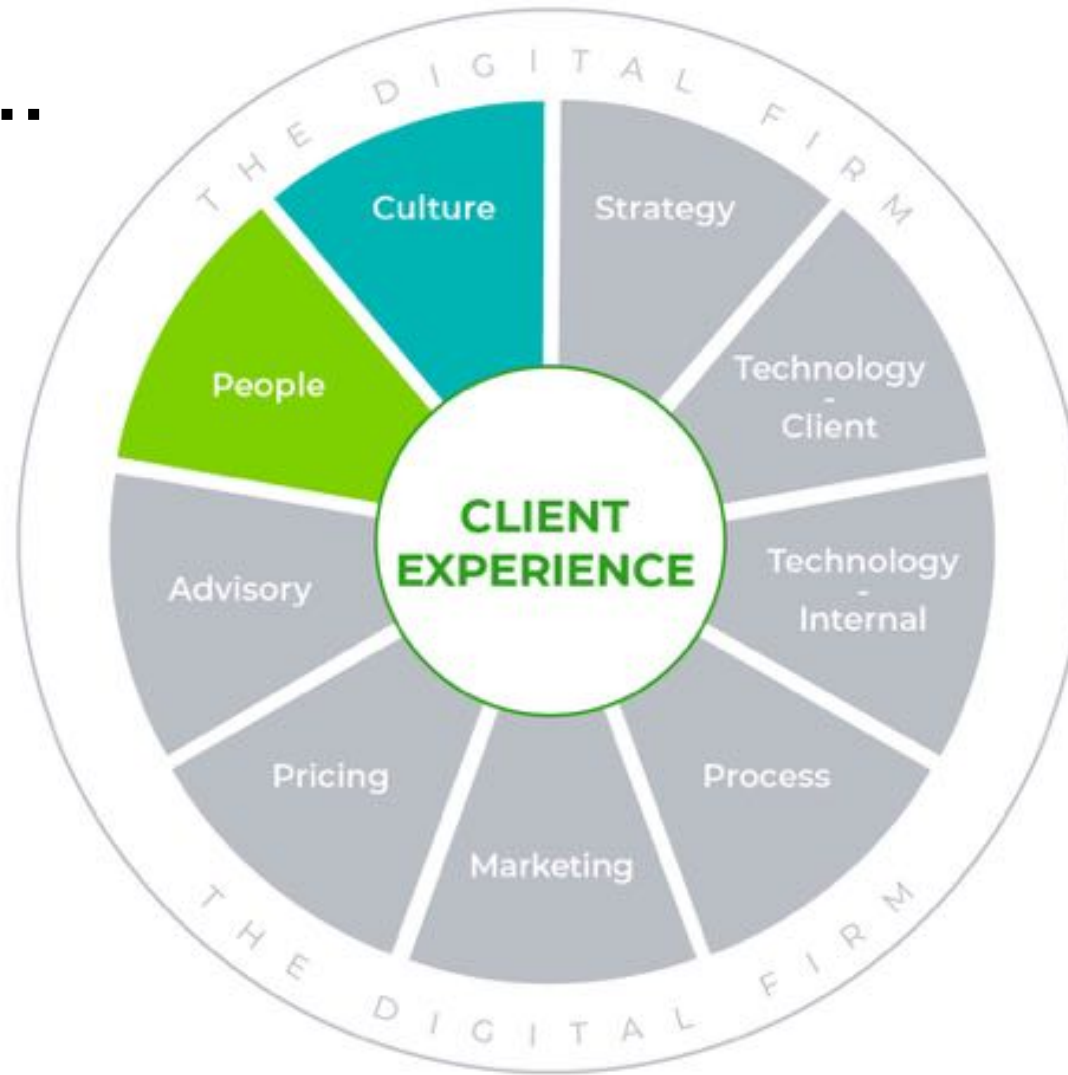 ..
THE DIGITAL FIRM
Culture
Strategy
People
Technology
-
Client
CLIENT
EXPERIENCE
Technology
-
Internal
Advisory
Pricing
Process
Marketing
THE DIGITAL FIRM